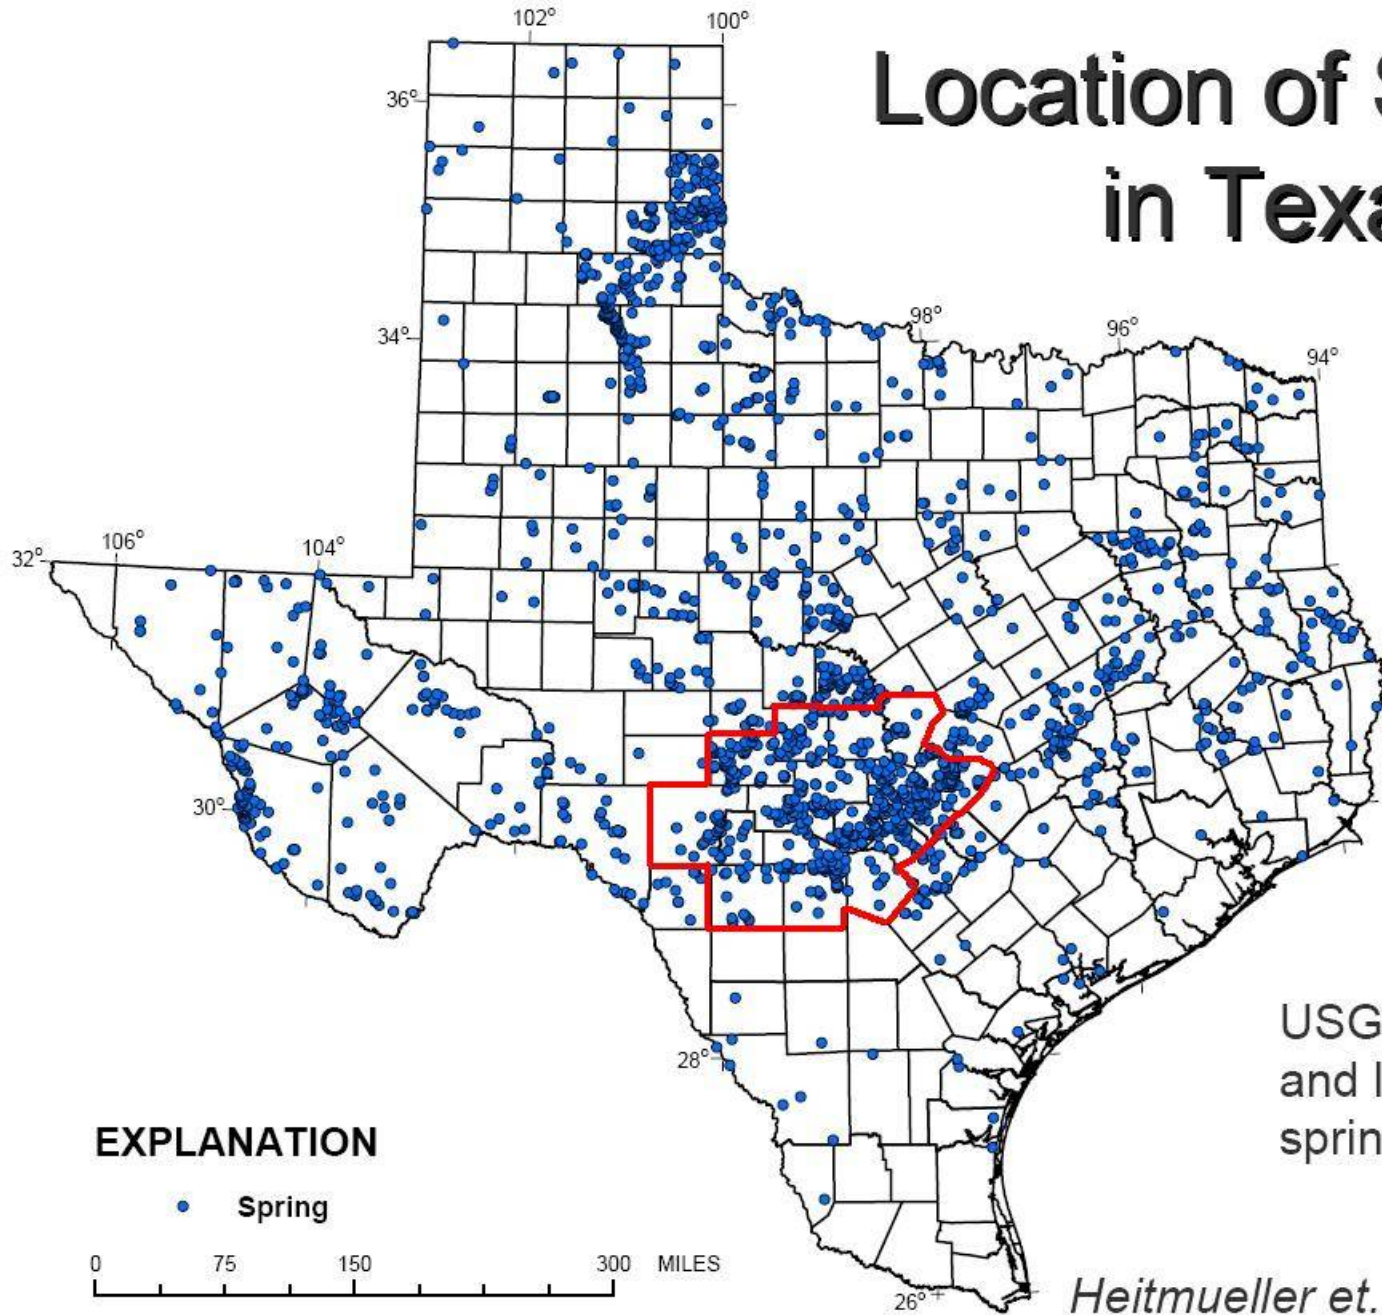 102° 100°
Location of S
in Texa
36°
34°
98° 96° 94°
32° 106° 104°
30°
USG
and l
sprin
28°
EXPLANATION
Spring
0 75 150 300 MILES
26°
Heitmueller et.